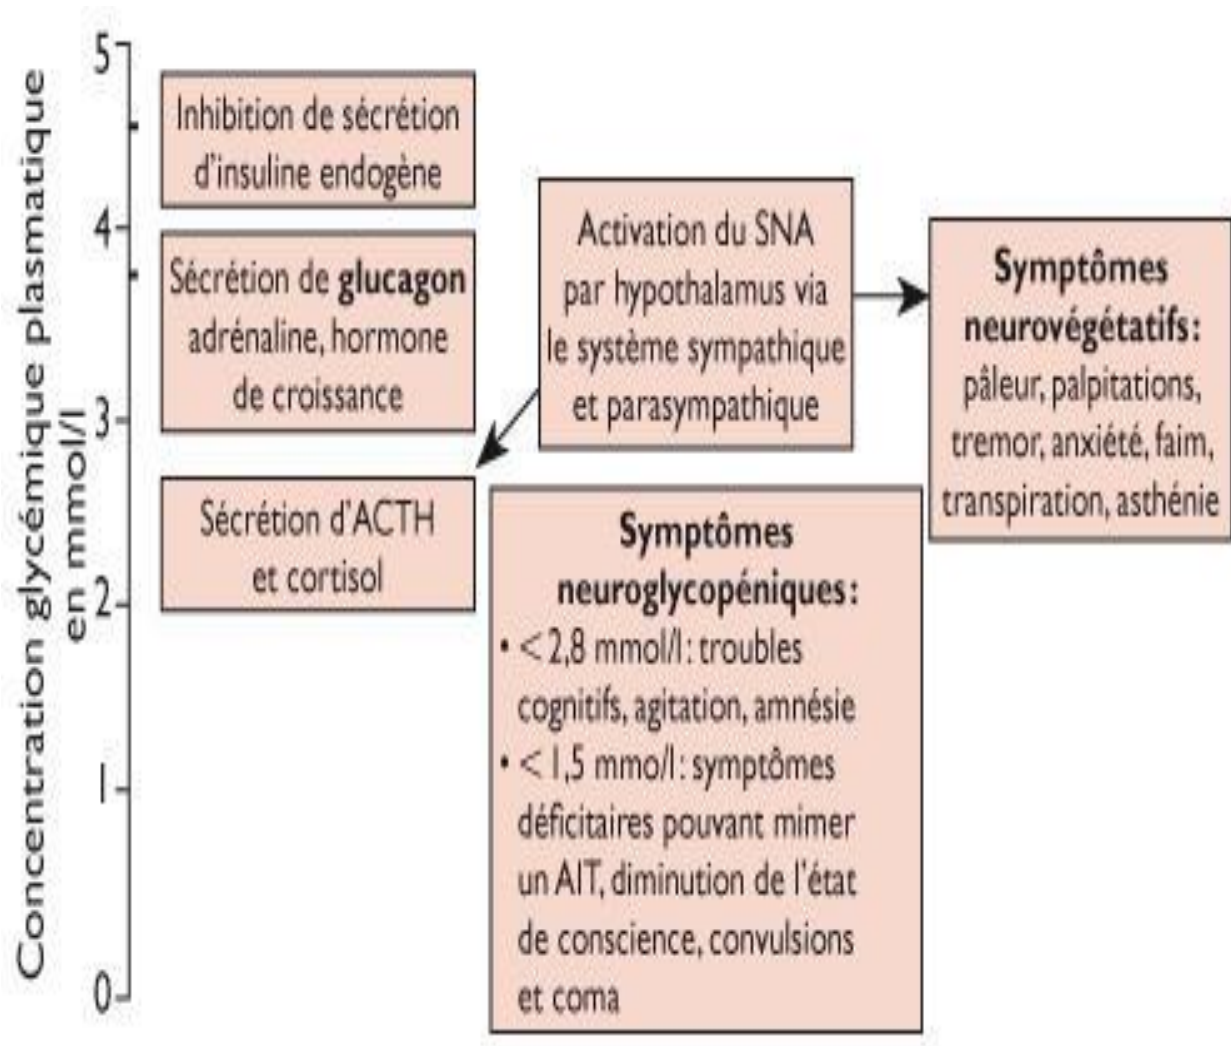 Concentration glycémique plasmatique
en mmol/l
5
4
3
2
1
0
Inhibition de sécrétion
d'insuline endogène
Sécrétion de glucagon
adrénaline, hormone
de croissance
Sécrétion d'ACTH
et cortisol
Activation du SNA
par hypothalamus via
le système sympathique
et parasympathique
Symptômes
neurovégétatifs:
pâleur, palpitations,
tremor, anxiété, faim,
transpiration, asthénie
Symptômes
neuroglycopéniques:
• < 2,8 mmol/l: troubles
cognitifs, agitation, amnésie
• < 1,5 mmo/l: symptômes
déficitaires pouvant mimer
un AIT, diminution de l'état
de conscience, convulsions
et coma